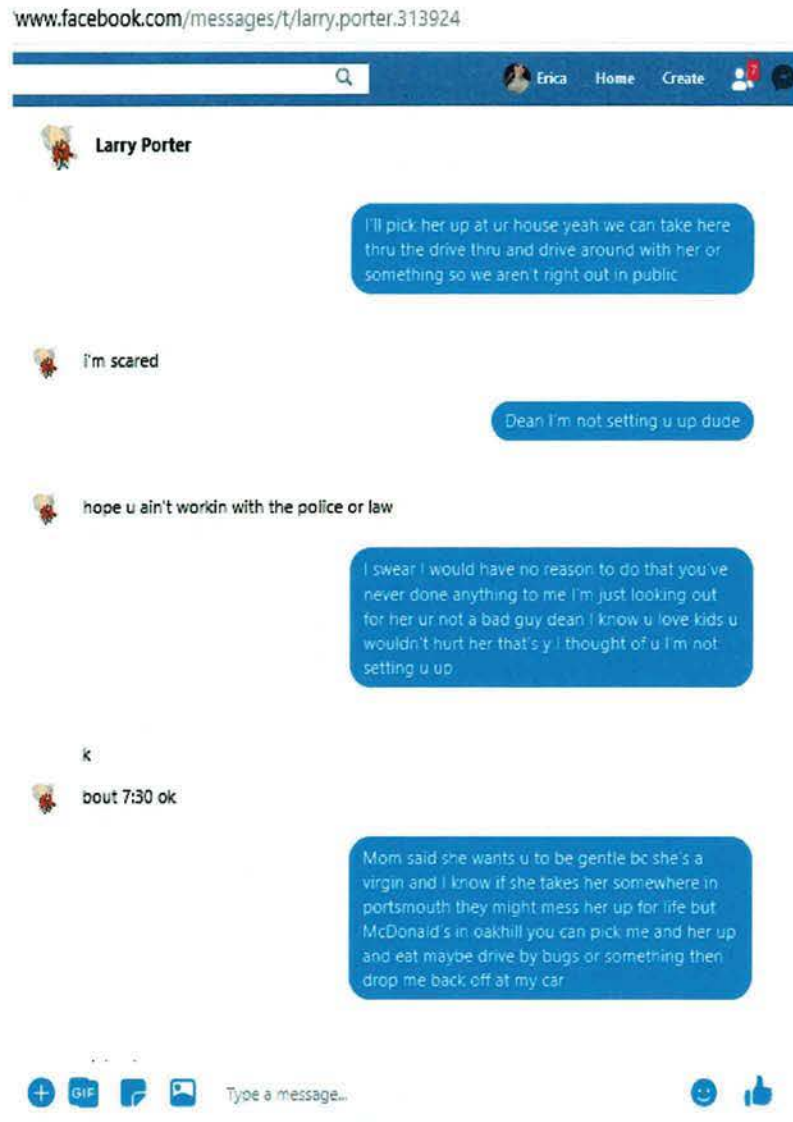 www.facebook.com/messages/t/larry.porter.313924
Erica Home Create 7
Larry Porter
I'll pick her up at ur house yeah we can take here
thru the drive thru and drive around with her or
something so we aren't right out in public
i'm scared
Dean I'm not setting u up dude
hope u ain't workin with the police or law
I swear I would have no reason to do that you've
never done anything to me I'm just looking out
for her ur not a bad guy dean I know u love kids u
wouldn't hurt her that's y I thought of u I'm not
setting u up
k
bout 7:30 ok
Mom said she wants u to be gentle bc she's a
virgin and I know if she takes her somewhere in
portsmouth they might mess her up for life but
McDonald's in oakhill you can pick me and her up
and eat maybe drive by bugs or something then
drop me back off at my car
GIF Type a message...